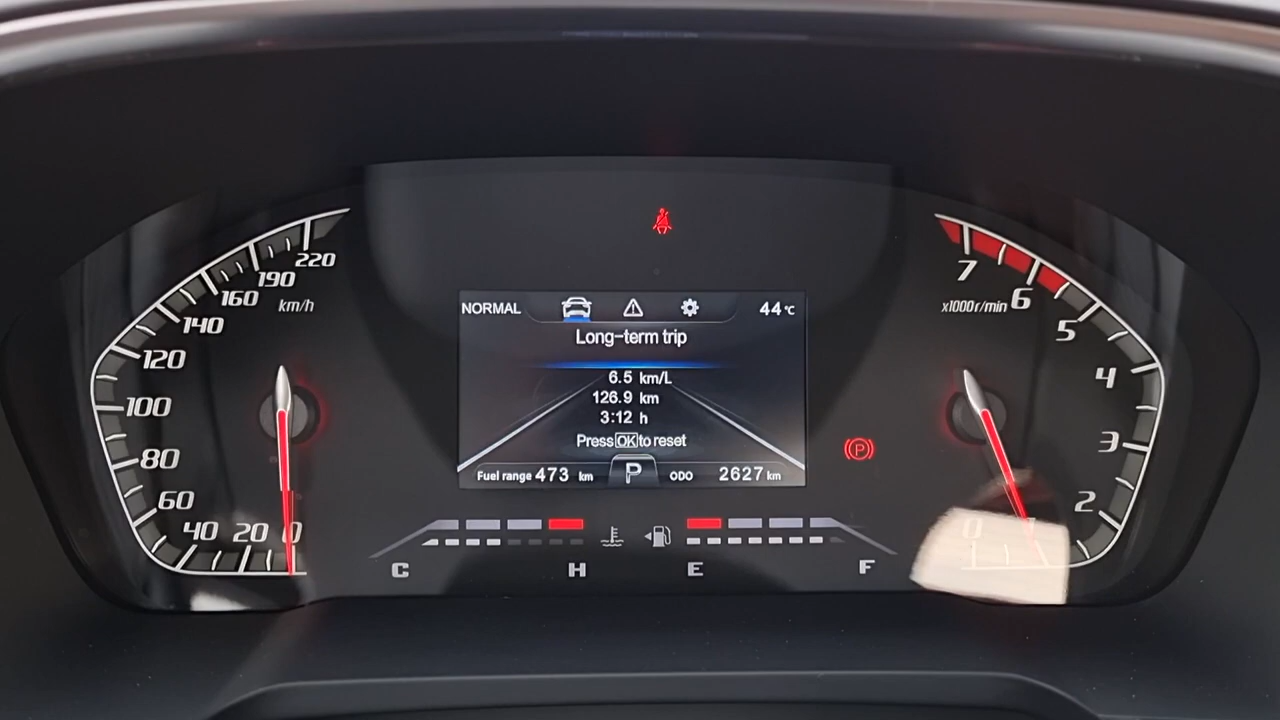 NORMAL
44°C
Long-term trip
6.5 km/L
126.9 km
3:12 h
Press OK to reset
Fuel range 473 km
P
ODO 2627 km
220
190
160
140
120
100
80
60
40
20
0
km/h
7
6
5
4
3
2
1
0
x1000r/min
(P)
C
H
E
F